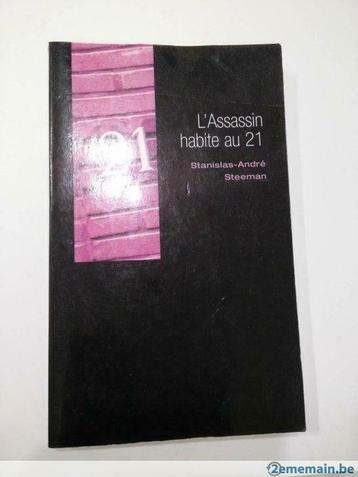 21
L'Assassin
habite au 21
Stanislas-André
Steeman
2ememain.be